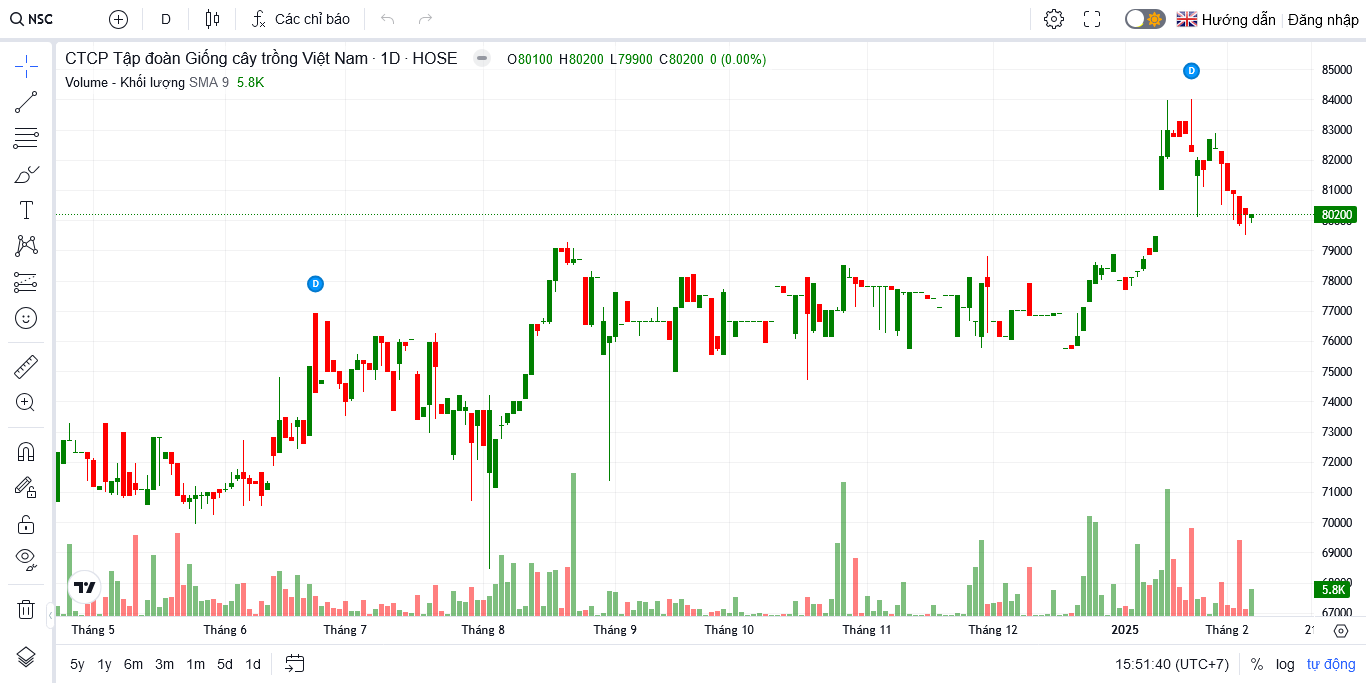 NSC D Các chỉ báo Hướng dẫn Đăng nhập
CTCP Tập đoàn Giống cây trồng Việt Nam · 1D · HOSE O80100 H80200 L79900 C80200 0 (0.00%)
Volume - Khối lượng SMA 9 5.8K
D
D
85000
84000
83000
82000
81000
80200
79000
78000
77000
76000
75000
74000
73000
72000
71000
70000
69000
5.8K
67000
Tháng 5 Tháng 6 Tháng 7 Tháng 8 Tháng 9 Tháng 10 Tháng 11 Tháng 12 2025 Tháng 2
5y 1y 6m 3m 1m 5d 1d 15:51:40 (UTC+7) % log tự động